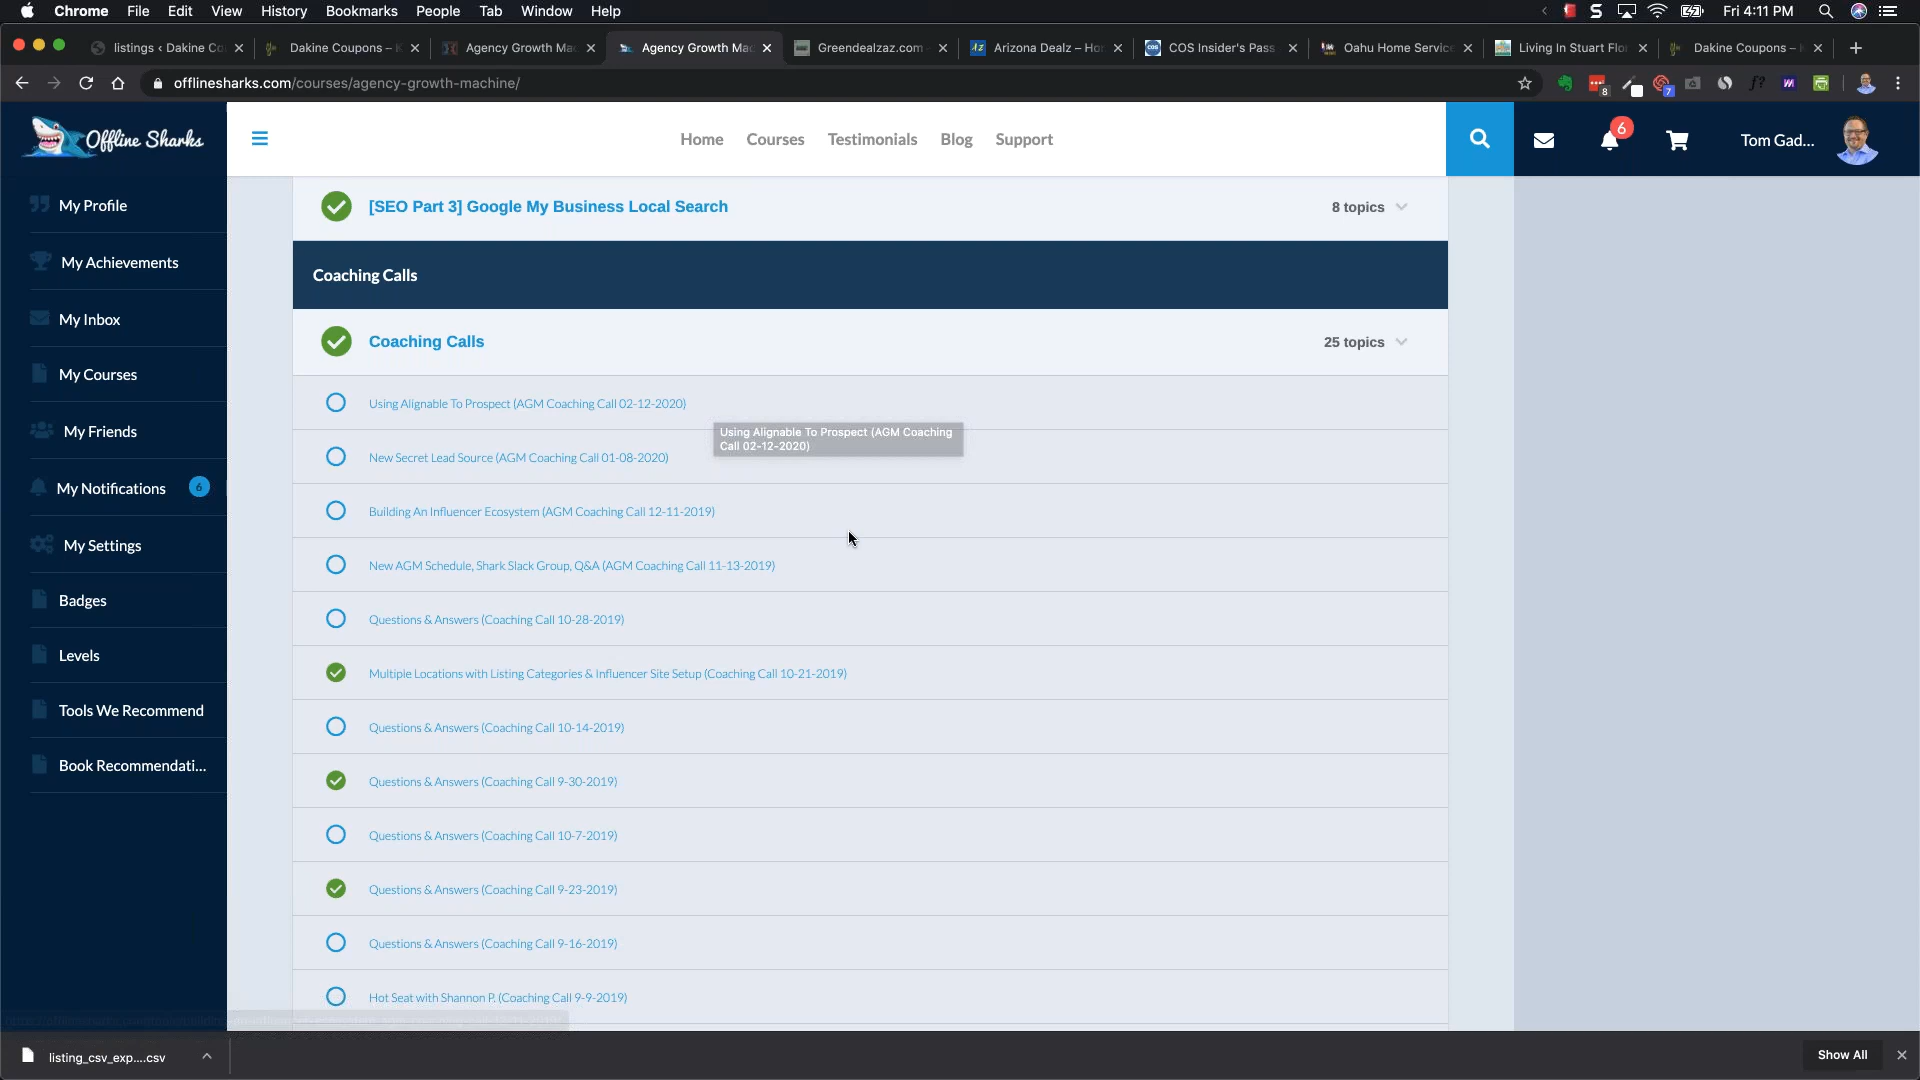 Chrome File Edit View History Bookmarks People Tab Window Help Fri 4:11 PM
listings ‹ Dakine Co Dakine Coupons – K Agency Growth Mac Agency Growth Mac Greendealzaz.com - Arizona Dealz – Ho COS Insider's Pass Oahu Home Service Living In Stuart Flor Dakine Coupons – K
offlinesharks.com/courses/agency-growth-machine/
8
7
Offline Sharks
Home Courses Testimonials Blog Support
6
Tom Gad...
My Profile
My Achievements
My Inbox
My Courses
My Friends
My Notifications 6
My Settings
Badges
Levels
Tools We Recommend
Book Recommendati...
[SEO Part 3] Google My Business Local Search 8 topics
Coaching Calls
Coaching Calls 25 topics
Using Alignable To Prospect (AGM Coaching Call 02-12-2020)
Using Alignable To Prospect (AGM Coaching
Call 02-12-2020)
New Secret Lead Source (AGM Coaching Call 01-08-2020)
Building An Influencer Ecosystem (AGM Coaching Call 12-11-2019)
New AGM Schedule, Shark Slack Group, Q&A (AGM Coaching Call 11-13-2019)
Questions & Answers (Coaching Call 10-28-2019)
Multiple Locations with Listing Categories & Influencer Site Setup (Coaching Call 10-21-2019)
Questions & Answers (Coaching Call 10-14-2019)
Questions & Answers (Coaching Call 9-30-2019)
Questions & Answers (Coaching Call 10-7-2019)
Questions & Answers (Coaching Call 9-23-2019)
Questions & Answers (Coaching Call 9-16-2019)
Hot Seat with Shannon P. (Coaching Call 9-9-2019)
listing_csv_exp....csv
Show All